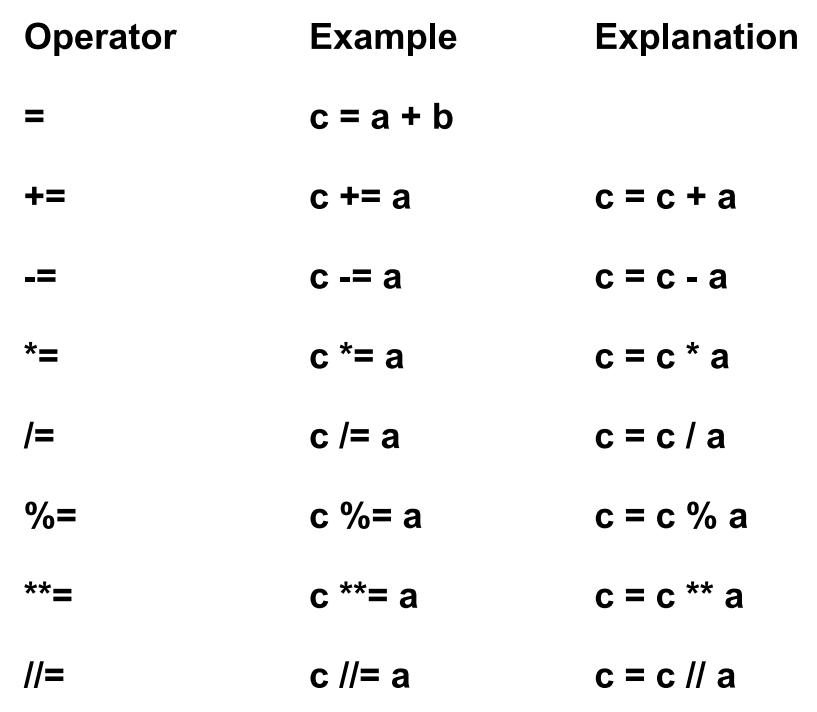 Operator Example Explanation
= c = a + b
+= c += a c = c + a
-= c -= a c = c - a
*= c *= a c = c * a
/= c /= a c = c / a
%= c %= a c = c % a
**= c **= a c = c ** a
//= c //= a c = c // a